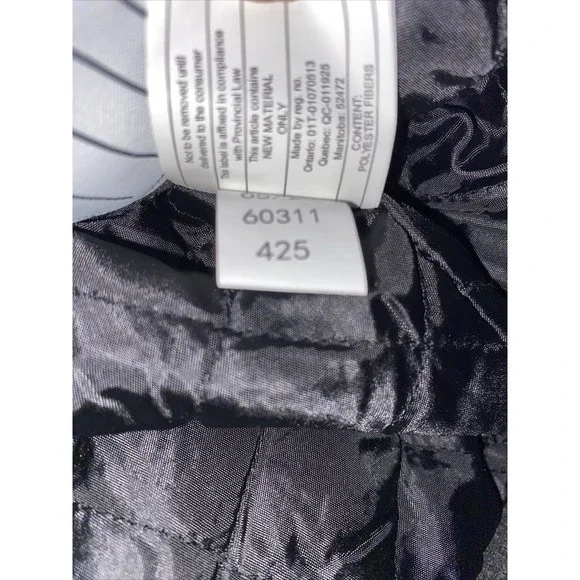 Not to be removed until
delivered to the consumer
This label is affixed in compliance
with Provincial Law
This article contains
NEW MATERIAL
ONLY
Made by reg. no.
Ontario: 01T-01070613
Quebec: QC-011925
Manitoba: 52472
CONTENT:
POLYESTER FIBERS
60311
425